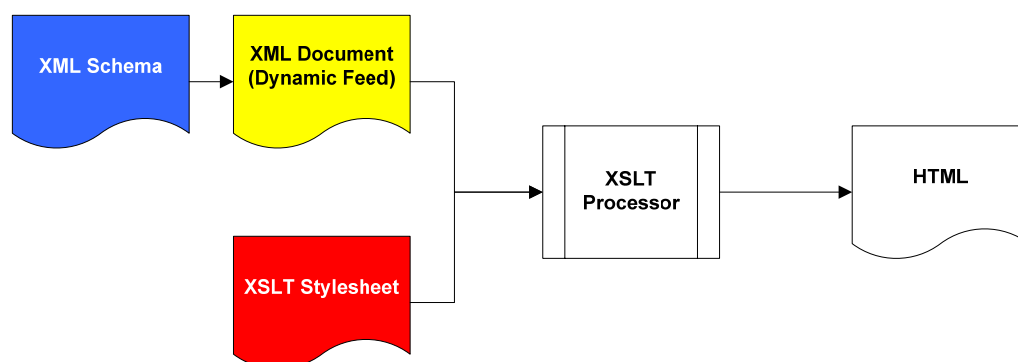 XML Schema
XML Document
(Dynamic Feed)
XSLT
Processor
HTML
XSLT Stylesheet